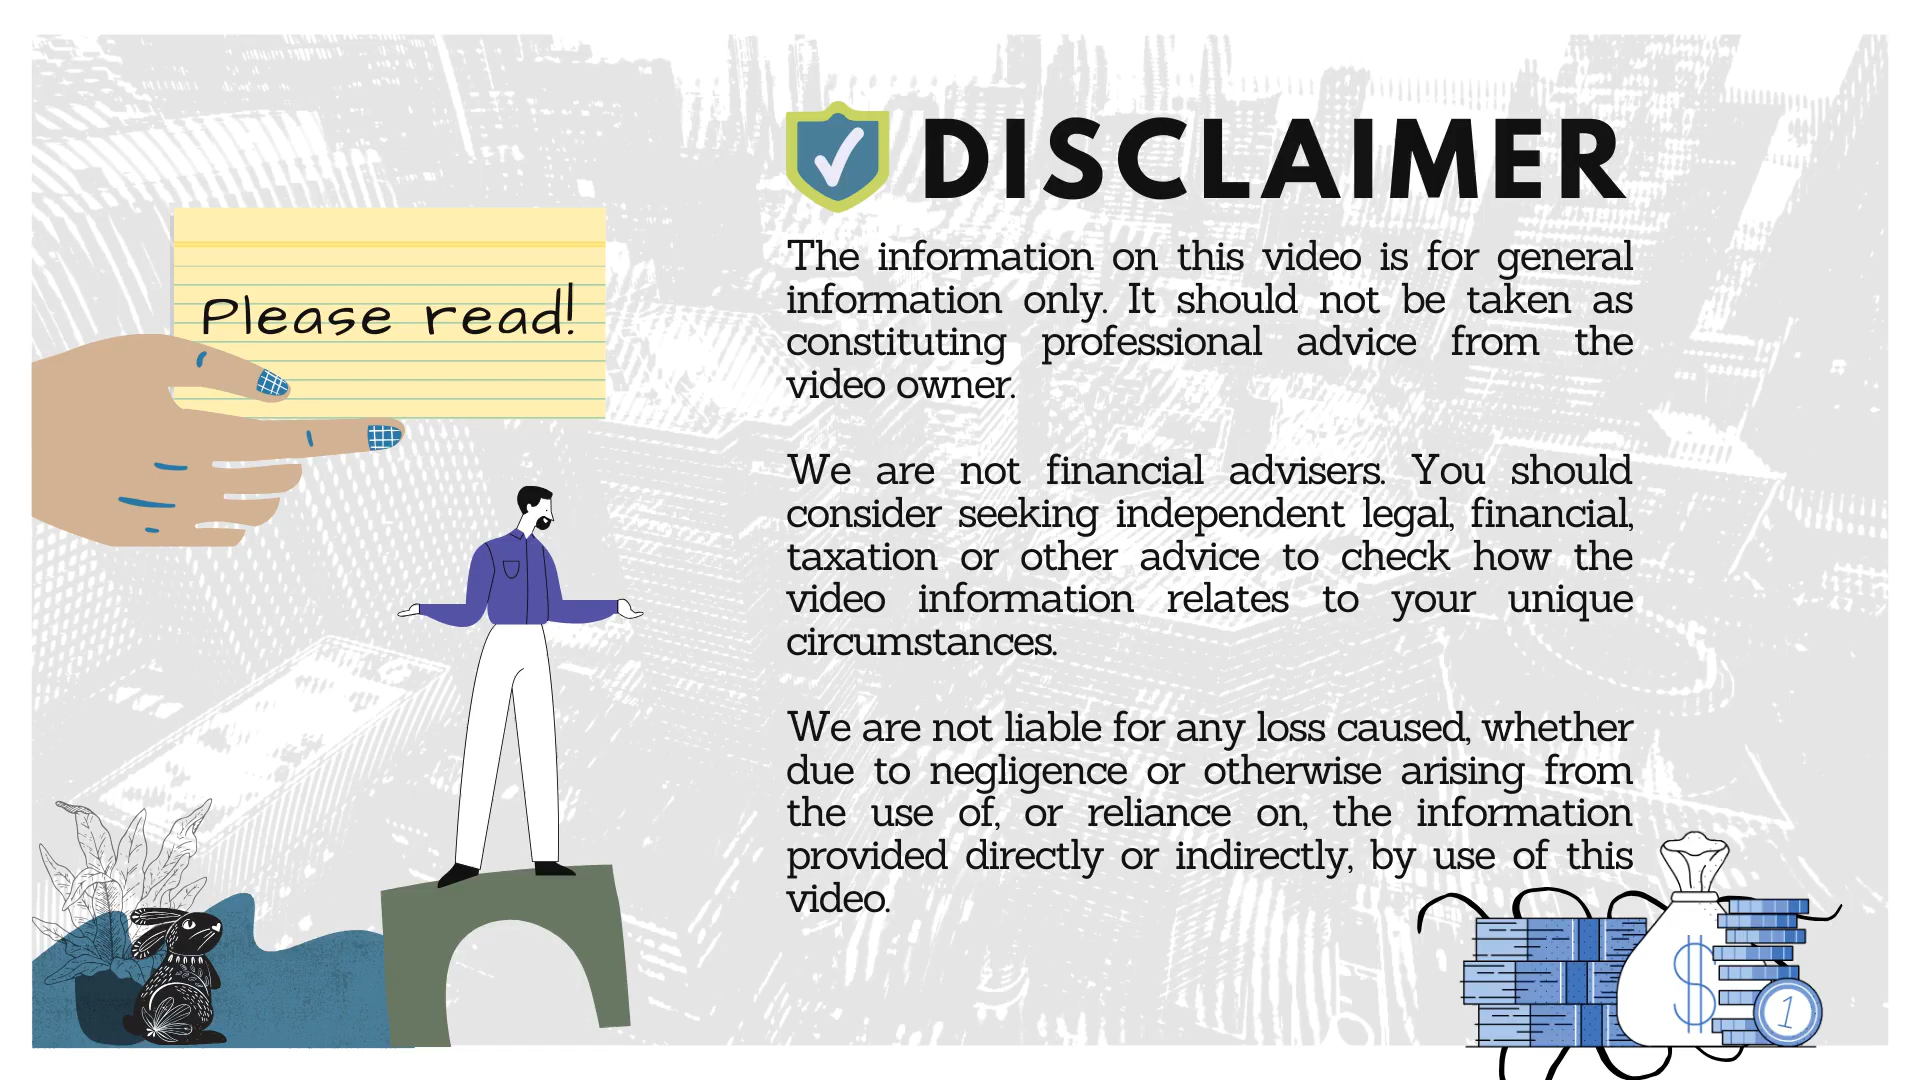 DISCLAIMER
Please read!
The information on this video is for general
information only. It should not be taken as
constituting professional advice from the
video owner.
We are not financial advisers. You should
consider seeking independent legal, financial,
taxation or other advice to check how the
video information relates to your unique
circumstances.
We are not liable for any loss caused, whether
due to negligence or otherwise arising from
the use of, or reliance on, the information
provided directly or indirectly, by use of this
video.
$
1